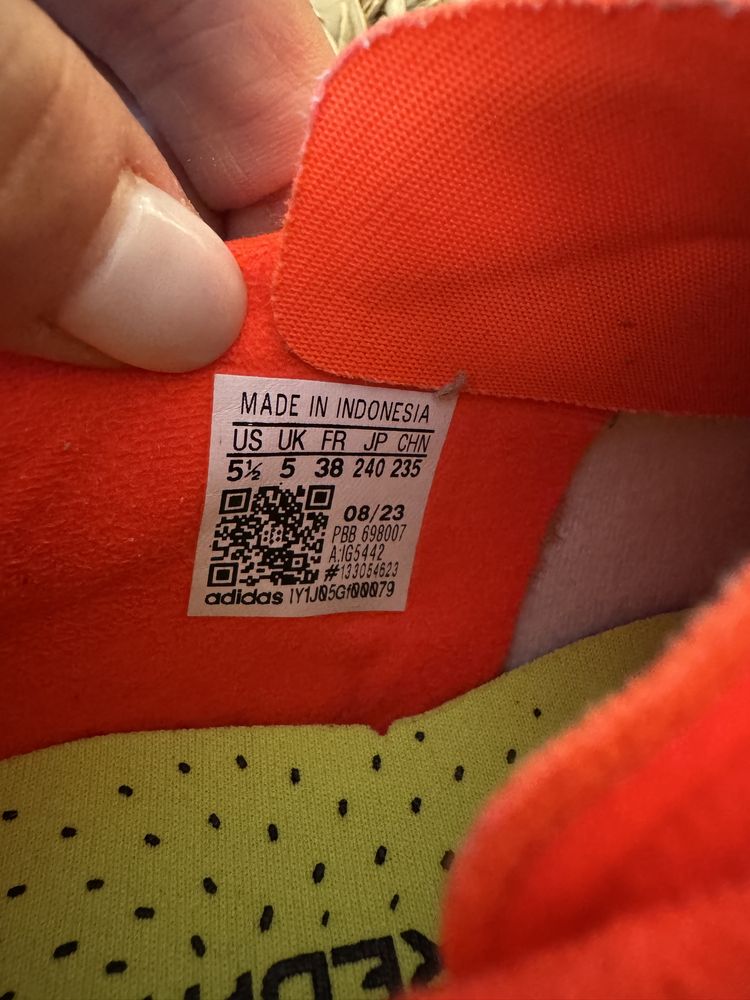 MADE IN INDONESIA
US UK FR JP CHN
5½ 5 38 240 235
08/23
PBB 698007
A:IG5442
#133054623
adidas 1Y1J05Gf00079